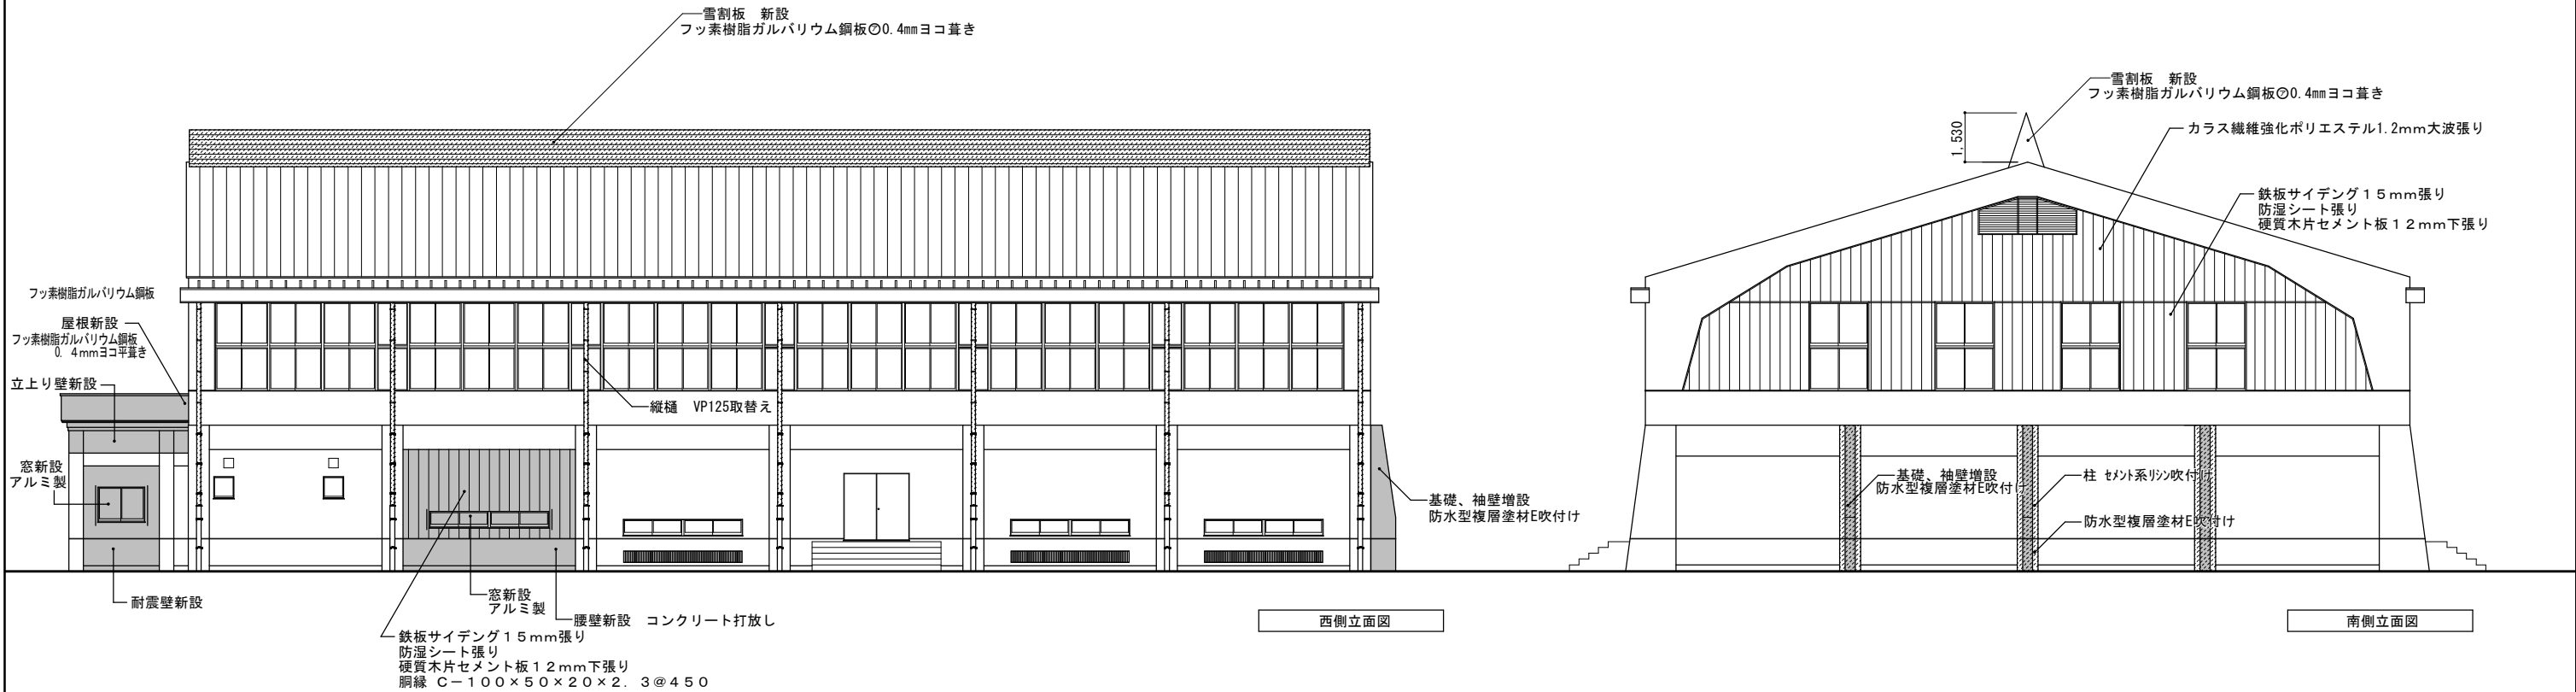 雪割板　新設
フッ素樹脂ガルバリウム鋼板㋐0.4㎜ヨコ葺き
フッ素樹脂ガルバリウム鋼板
屋根新設
フッ素樹脂ガルバリウム鋼板
0. 4mmヨコ平葺き
立上り壁新設
窓新設
アルミ製
耐震壁新設
縦樋　VP125取替え
窓新設
アルミ製
腰壁新設　コンクリート打放し
鉄板サイデング１５ｍｍ張り
防湿シート張り
硬質木片セメント板１２ｍｍ下張り
胴縁 Ｃ－１００×５０×２０×２．３＠４５０
基礎、袖壁増設
防水型複層塗材E吹付け
西側立面図
雪割板　新設
フッ素樹脂ガルバリウム鋼板㋐0.4㎜ヨコ葺き
1,530
カラス繊維強化ポリエステル1.2mm大波張り
鉄板サイデング１５ｍｍ張り
防湿シート張り
硬質木片セメント板１２ｍｍ下張り
基礎、袖壁増設
防水型複層塗材E吹付け
柱 ｾﾒﾝﾄ系ﾘｼﾝ吹付け
防水型複層塗材E吹付け
南側立面図